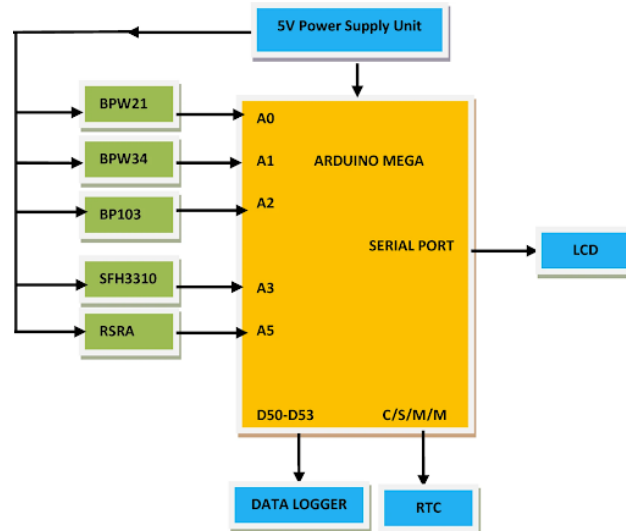 5V Power Supply Unit
BPW21
A0
BPW34
A1
ARDUINO MEGA
BP103
A2
SERIAL PORT
LCD
SFH3310
A3
RSRA
A5
D50-D53
C/S/M/M
DATA LOGGER
RTC